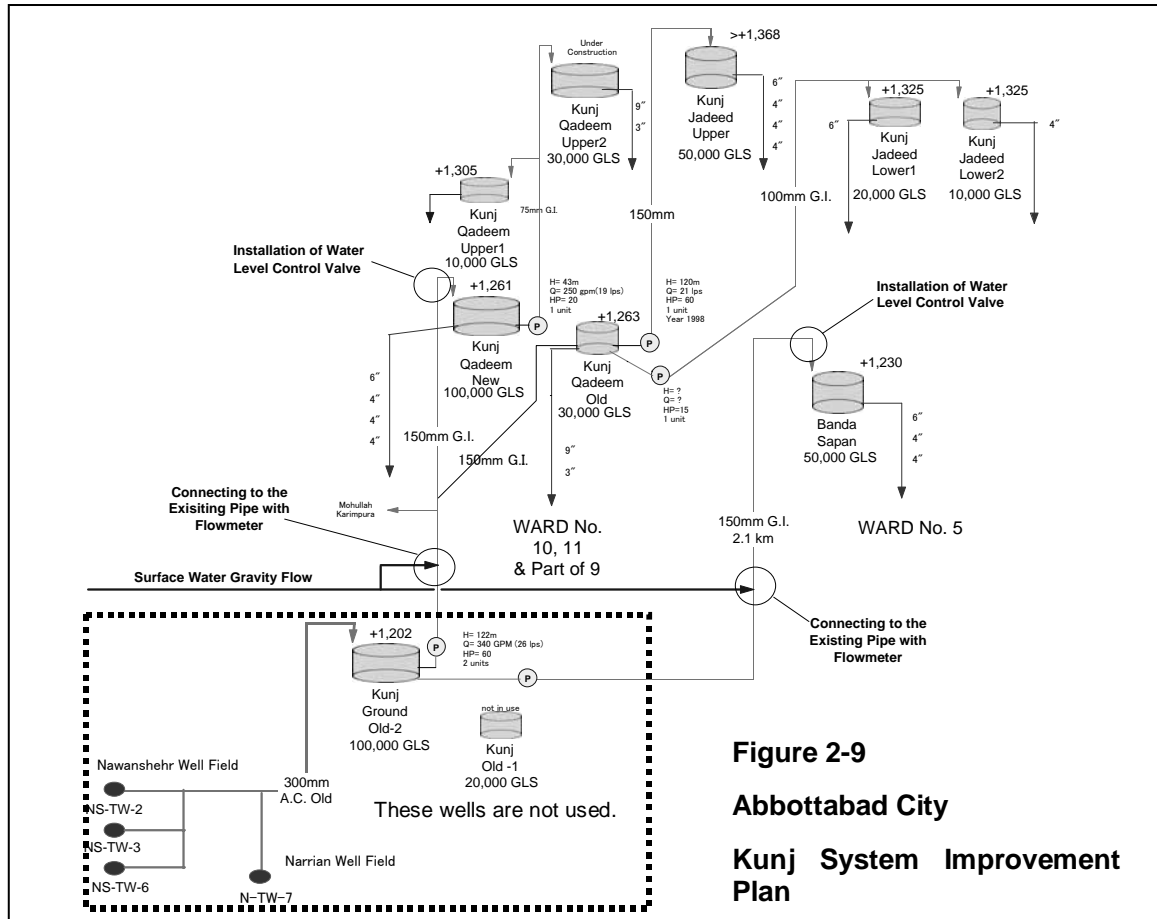 Under
Construction
>+1,368
Kunj
Qadeem
Upper2
30,000 GLS
9"
3"
Kunj
Jadeed
Upper
50,000 GLS
6"
4"
4"
4"
+1,325
6"
Kunj
Jadeed
Lower1
20,000 GLS
+1,325
4"
Kunj
Jadeed
Lower2
10,000 GLS
+1,305
Kunj
Qadeem
Upper1
10,000 GLS
75mm G.I.
150mm
100mm G.I.
Installation of Water
Level Control Valve
+1,261
Kunj
Qadeem
New
100,000 GLS
H= 43m
Q= 250 gpm(19 lps)
HP= 20
1 unit
P
+1,263
Kunj
Qadeem
Old
30,000 GLS
H= 120m
Q= 21 lps
HP= 60
1 unit
Year 1998
P
P
H= ?
Q= ?
HP=15
1 unit
Installation of Water
Level Control Valve
+1,230
Banda
Sapan
50,000 GLS
6"
4"
4"
6"
4"
4"
4"
150mm G.I.
150mm G.I.
9"
3"
Connecting to the
Exisiting Pipe with
Flowmeter
Mohullah
Karimpura
WARD No.
10, 11
& Part of 9
150mm G.I.
2.1 km
WARD No. 5
Surface Water Gravity Flow
Connecting to the
Existing Pipe with
Flowmeter
+1,202
P
H= 122m
Q= 340 GPM (26 lps)
HP= 60
2 units
P
Kunj
Ground
Old-2
100,000 GLS
not in use
Kunj
Old -1
20,000 GLS
Nawanshehr Well Field
NS-TW-2
NS-TW-3
NS-TW-6
300mm
A.C. Old
Narrian Well Field
N-TW-7
These wells are not used.
Figure 2-9
Abbottabad City
Kunj System Improvement
Plan